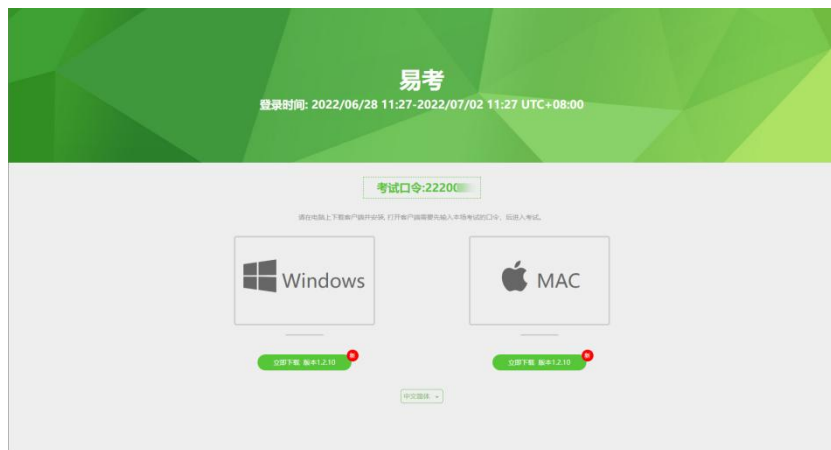 易考
登录时间: 2022/06/28 11:27-2022/07/02 11:27 UTC+08:00
考试口令:22200
请在电脑上下载客户端并安装, 打开客户端需要先输入本场考试的口令，后进入考试。
Windows
MAC
立即下载 版本1.2.10
新
立即下载 版本1.2.10
新
中文简体